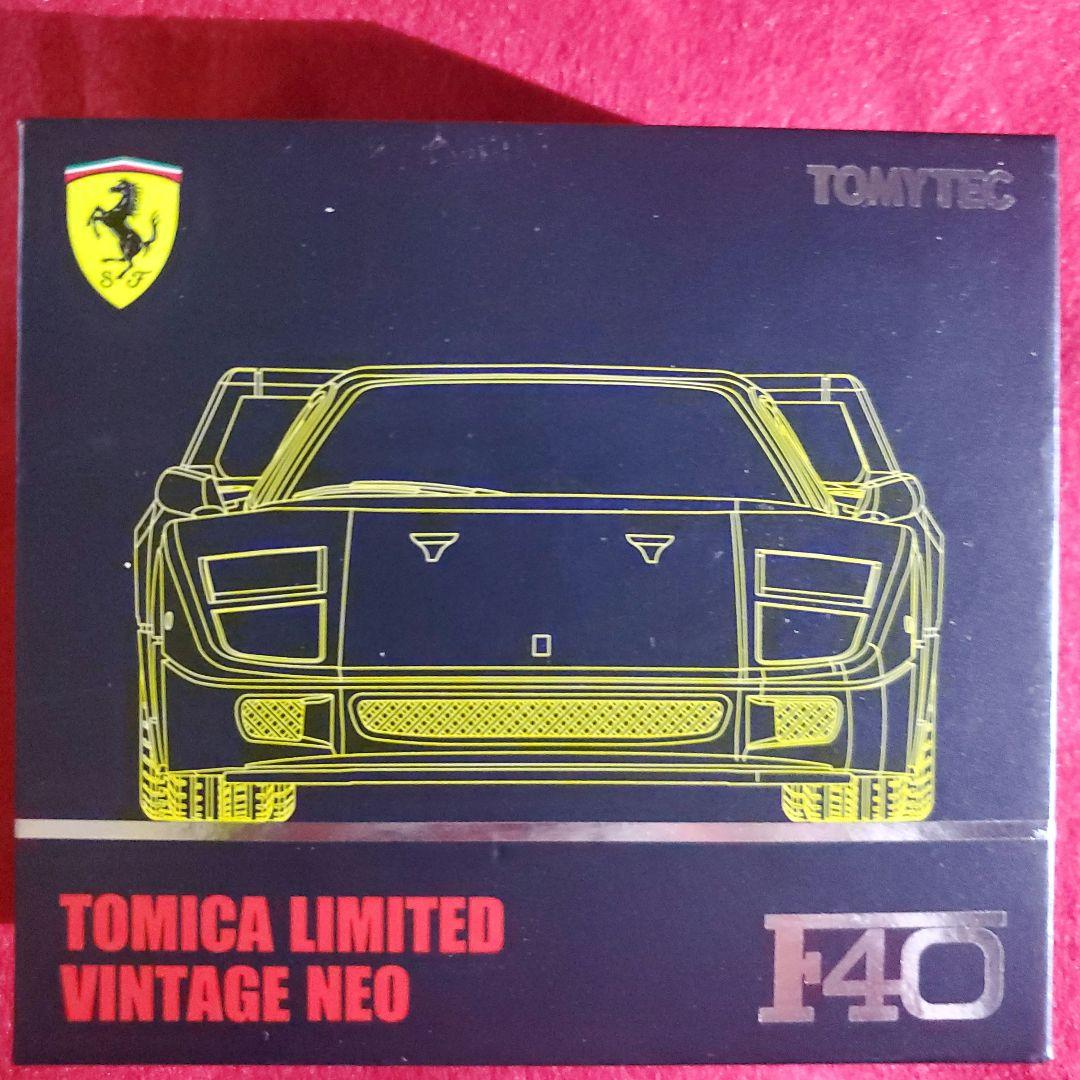 TOMYTEC
S F
TOMICA LIMITED
VINTAGE NEO
F40